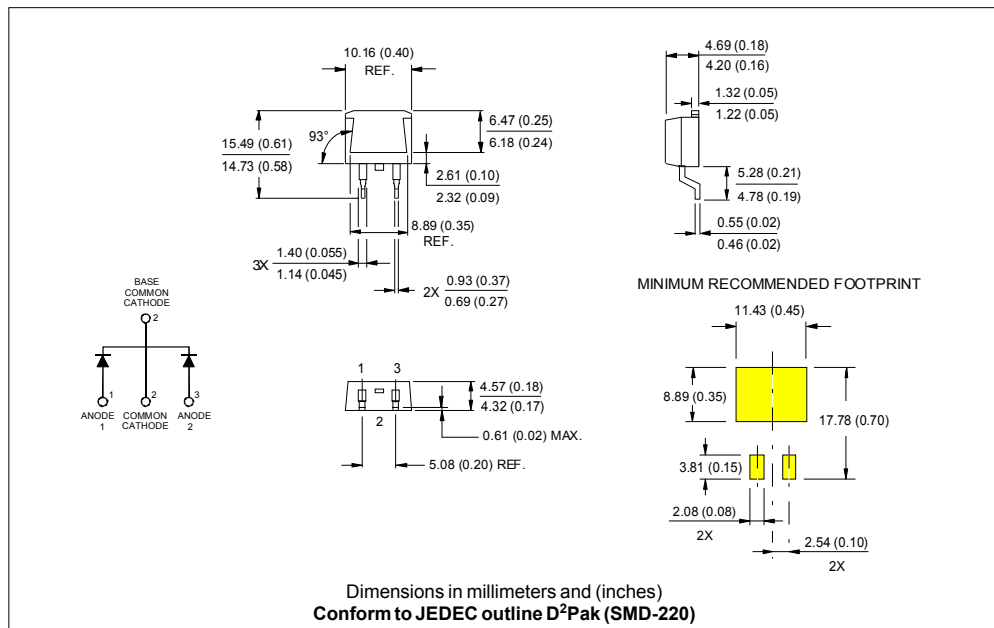 10.16 (0.40)
REF.
4.69 (0.18)
4.20 (0.16)
1.32 (0.05)
1.22 (0.05)
6.47 (0.25)
6.18 (0.24)
93°
15.49 (0.61)
14.73 (0.58)
2.61 (0.10)
2.32 (0.09)
5.28 (0.21)
4.78 (0.19)
8.89 (0.35)
REF.
0.55 (0.02)
0.46 (0.02)
3X
1.40 (0.055)
1.14 (0.045)
2X
0.93 (0.37)
0.69 (0.27)
MINIMUM RECOMMENDED FOOTPRINT
11.43 (0.45)
BASE
COMMON
CATHODE
2
1
2
3
ANODE
1
COMMON
CATHODE
ANODE
2
1 3
2
4.57 (0.18)
4.32 (0.17)
0.61 (0.02) MAX.
5.08 (0.20) REF.
8.89 (0.35)
17.78 (0.70)
3.81 (0.15)
2.08 (0.08)
2X
2.54 (0.10)
2X
Dimensions in millimeters and (inches)
Conform to JEDEC outline D²Pak (SMD-220)